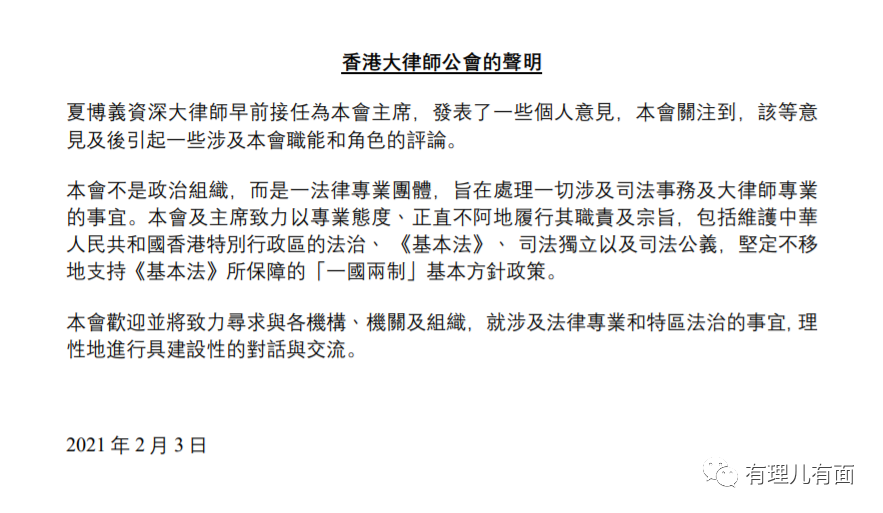 香港大律師公會的聲明
夏博義資深大律師早前接任為本會主席，發表了一些個人意見，本會關注到，該等意
見及後引起一些涉及本會職能和角色的評論。
本會不是政治組織，而是一法律專業團體，旨在處理一切涉及司法事務及大律師專業
的事宜。本會及主席致力以專業態度、正直不阿地履行其職責及宗旨，包括維護中華
人民共和國香港特別行政區的法治、《基本法》、 司法獨立以及司法公義，堅定不移
地支持《基本法》所保障的「一國兩制」基本方針政策。
本會歡迎並將致力尋求與各機構、機關及組織，就涉及法律專業和特區法治的事宜, 理
性地進行具建設性的對話與交流。
2021 年 2 月 3 日
有理儿有面